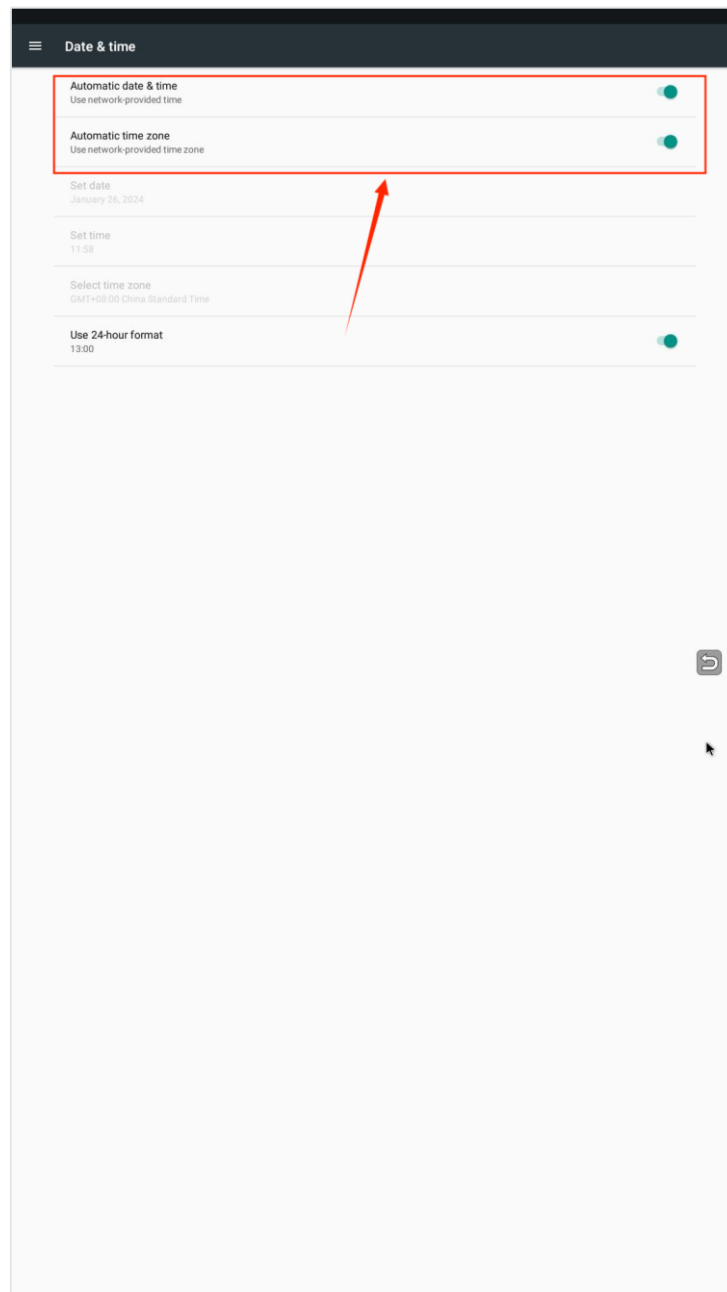 Date & time
Automatic date & time
Use network-provided time
Automatic time zone
Use network-provided time zone
Set date
January 26, 2024
Set time
11:58
Select time zone
GMT+08:00 China Standard Time
Use 24-hour format
13:00